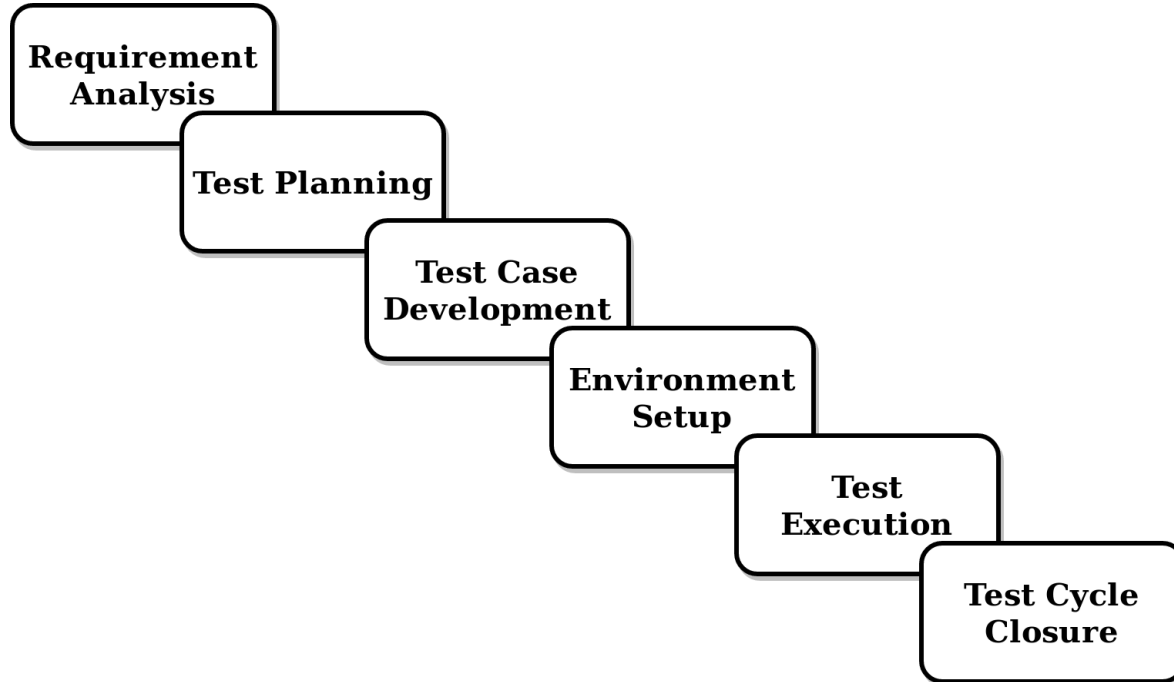 Requirement
Analysis
Test Planning
Test Case
Development
Environment
Setup
Test
Execution
Test Cycle
Closure